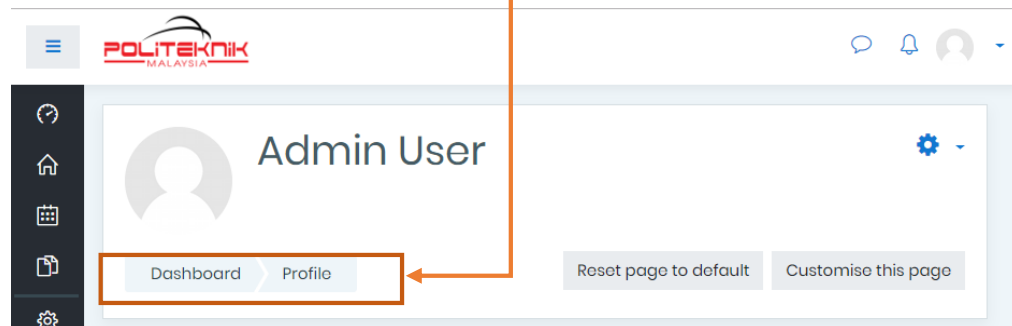 POLITEKNIK
MALAYSIA
Admin User
Dashboard Profile
Reset page to default Customise this page